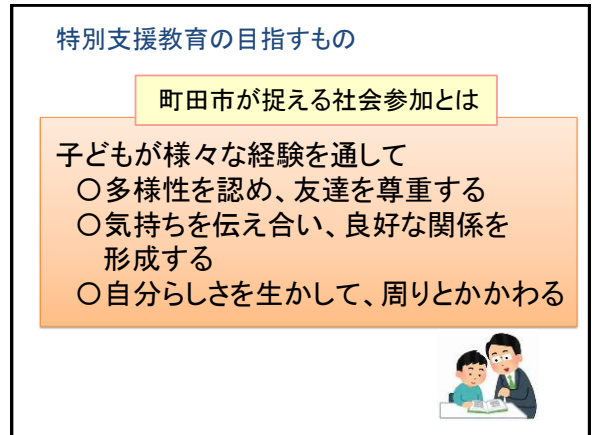 特別支援教育の目指すもの
町田市が捉える社会参加とは
子どもが様々な経験を通して
○多様性を認め、友達を尊重する
○気持ちを伝え合い、良好な関係を
形成する
○自分らしさを生かして、周りとかかわる